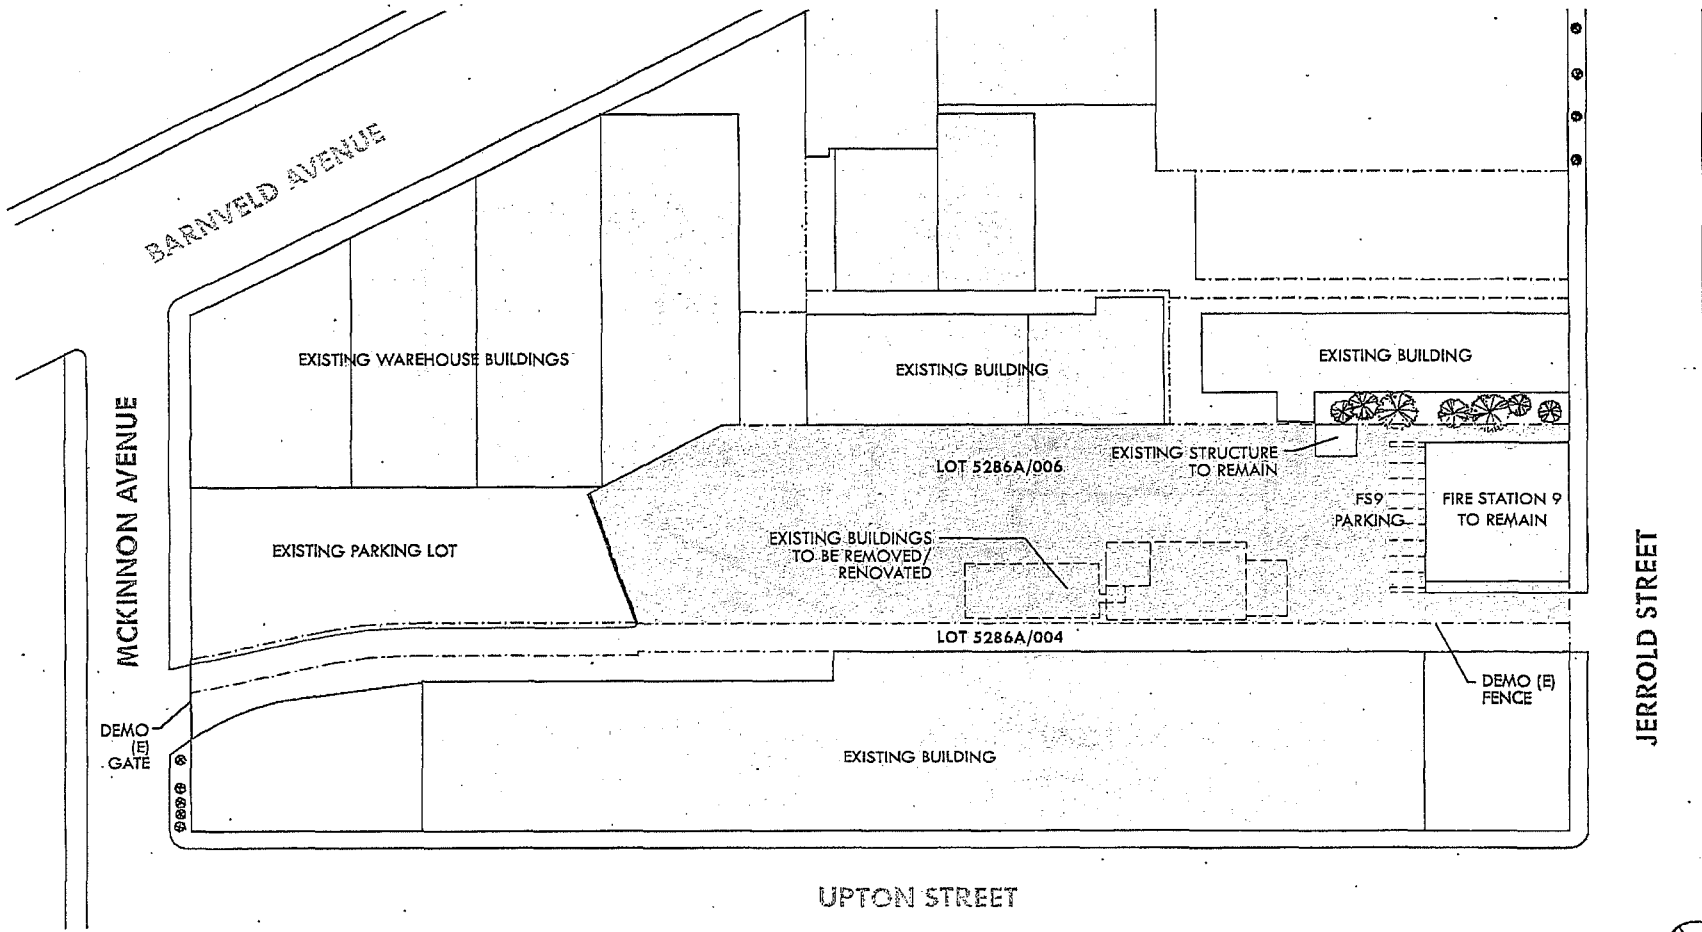 BARNVELD AVENUE
EXISTING WAREHOUSE BUILDINGS
EXISTING BUILDING
EXISTING BUILDING
MCKINNON AVENUE
LOT 5286A/006
EXISTING STRUCTURE
TO REMAIN
FS9
PARKING
FIRE STATION 9
TO REMAIN
EXISTING PARKING LOT
EXISTING BUILDINGS
TO BE REMOVED/
RENOVATED
JERROLD STREET
LOT 5286A/004
DEMO (E)
FENCE
DEMO
(E)
GATE
EXISTING BUILDING
UPTON STREET